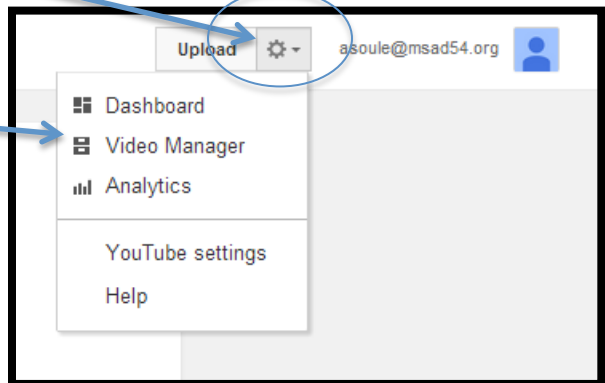 Upload asoule@msad54.org
Dashboard
Video Manager
Analytics
YouTube settings
Help